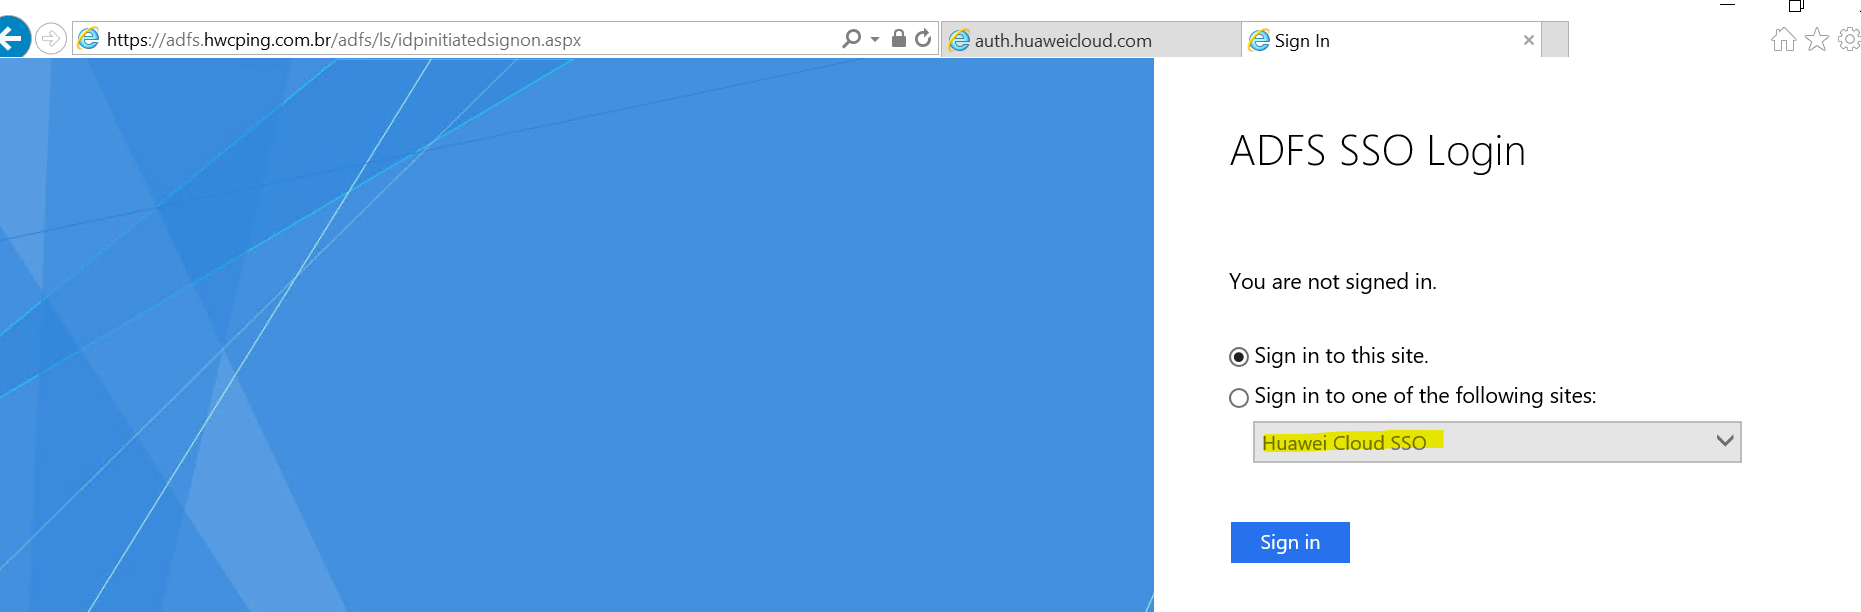 https://adfs.hwcping.com.br/adfs/ls/idpinitiatedsignon.aspx
auth.huaweicloud.com
Sign In
ADFS SSO Login
You are not signed in.
Sign in to this site.
Sign in to one of the following sites:
Huawei Cloud SSO
Sign in